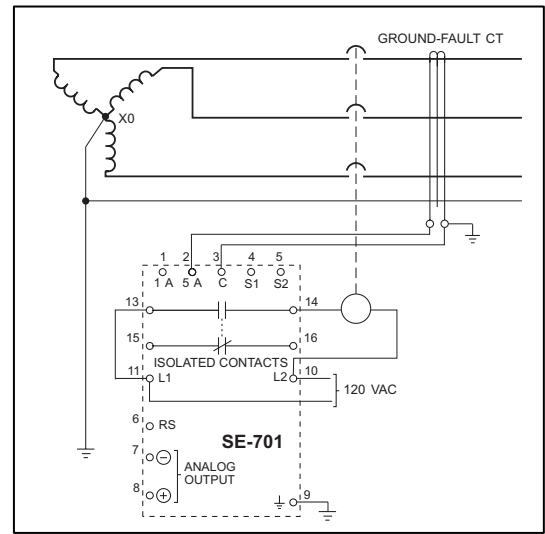 GROUND-FAULT CT
X0
1 2 3 4 5
1 A 5 A C S1 S2
13 14
15 16
ISOLATED CONTACTS
11 L1 L2 10
120 VAC
6 RS
SE-701
7 −
ANALOG
OUTPUT
8 +
9